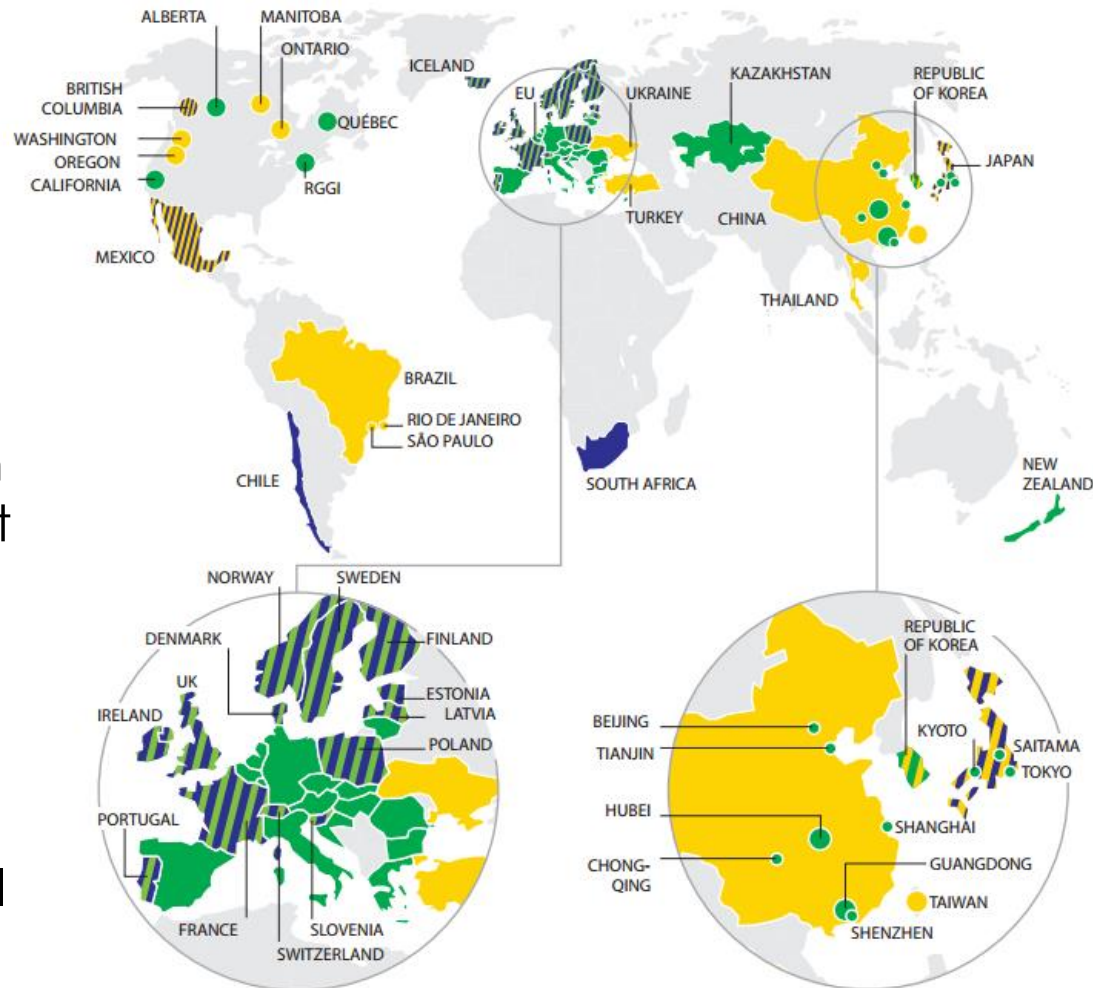 ALBERTA
MANITOBA
ONTARIO
BRITISH
COLUMBIA
WASHINGTON
OREGON
CALIFORNIA
QUÉBEC
RGGI
MEXICO
ICELAND
EU
UKRAINE
KAZAKHSTAN
REPUBLIC
OF KOREA
JAPAN
TURKEY
CHINA
THAILAND
BRAZIL
RIO DE JANEIRO
SÃO PAULO
CHILE
SOUTH AFRICA
NEW
ZEALAND
NORWAY
SWEDEN
DENMARK
FINLAND
UK
IRELAND
ESTONIA
LATVIA
POLAND
PORTUGAL
FRANCE
SLOVENIA
SWITZERLAND
REPUBLIC
OF KOREA
BEIJING
TIANJIN
KYOTO
SAITAMA
TOKYO
HUBEI
SHANGHAI
CHONG-
QING
GUANGDONG
TAIWAN
SHENZHEN